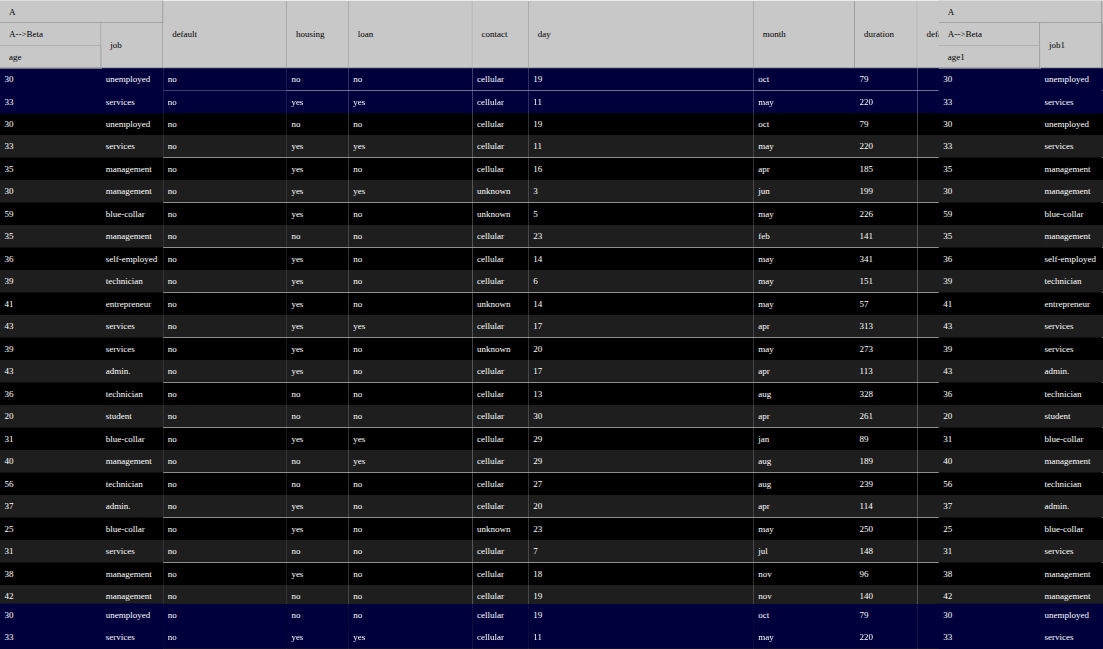 A A
A-->Beta job default housing loan contact day month duration def A-->Beta job1
age age1
30 unemployed no no no cellular 19 oct 79 30 unemployed
33 services no yes yes cellular 11 may 220 33 services
30 unemployed no no no cellular 19 oct 79 30 unemployed
33 services no yes yes cellular 11 may 220 33 services
35 management no yes no cellular 16 apr 185 35 management
30 management no yes yes unknown 3 jun 199 30 management
59 blue-collar no yes no unknown 5 may 226 59 blue-collar
35 management no no no cellular 23 feb 141 35 management
36 self-employed no yes no cellular 14 may 341 36 self-employed
39 technician no yes no cellular 6 may 151 39 technician
41 entrepreneur no yes no unknown 14 may 57 41 entrepreneur
43 services no yes yes cellular 17 apr 313 43 services
39 services no yes no unknown 20 may 273 39 services
43 admin. no yes no cellular 17 apr 113 43 admin.
36 technician no no no cellular 13 aug 328 36 technician
20 student no no no cellular 30 apr 261 20 student
31 blue-collar no yes yes cellular 29 jan 89 31 blue-collar
40 management no no yes cellular 29 aug 189 40 management
56 technician no no no cellular 27 aug 239 56 technician
37 admin. no yes no cellular 20 apr 114 37 admin.
25 blue-collar no yes no unknown 23 may 250 25 blue-collar
31 services no no no cellular 7 jul 148 31 services
38 management no yes no cellular 18 nov 96 38 management
42 management no no no cellular 19 nov 140 42 management
30 unemployed no no no cellular 19 oct 79 30 unemployed
33 services no yes yes cellular 11 may 220 33 services